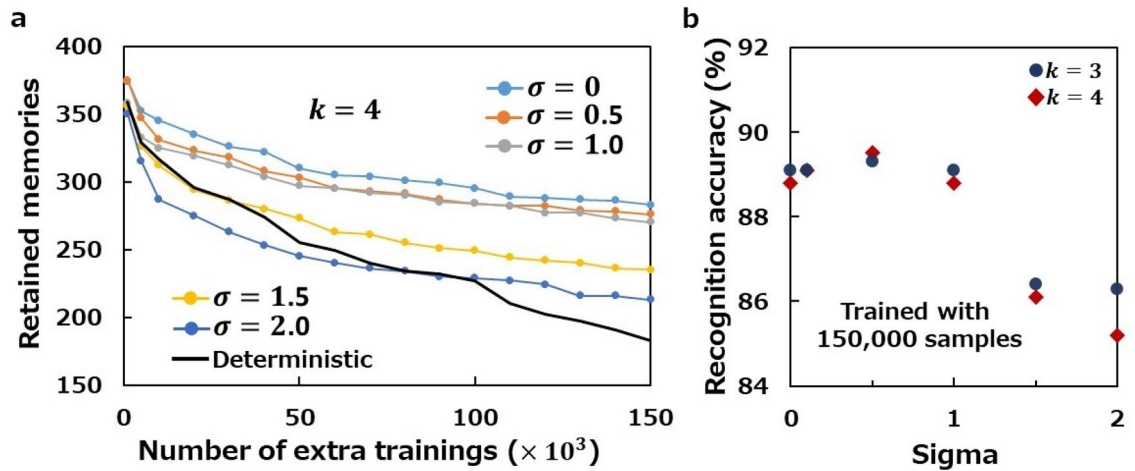 a
400
350
300
250
200
150
Retained memories
k = 4
σ = 0
σ = 0.5
σ = 1.0
σ = 1.5
σ = 2.0
Deterministic
0 50 100 150
Number of extra trainings (× 10³)
b
92
90
88
86
84
Recognition accuracy (%)
k = 3
k = 4
Trained with
150,000 samples
0 1 2
Sigma